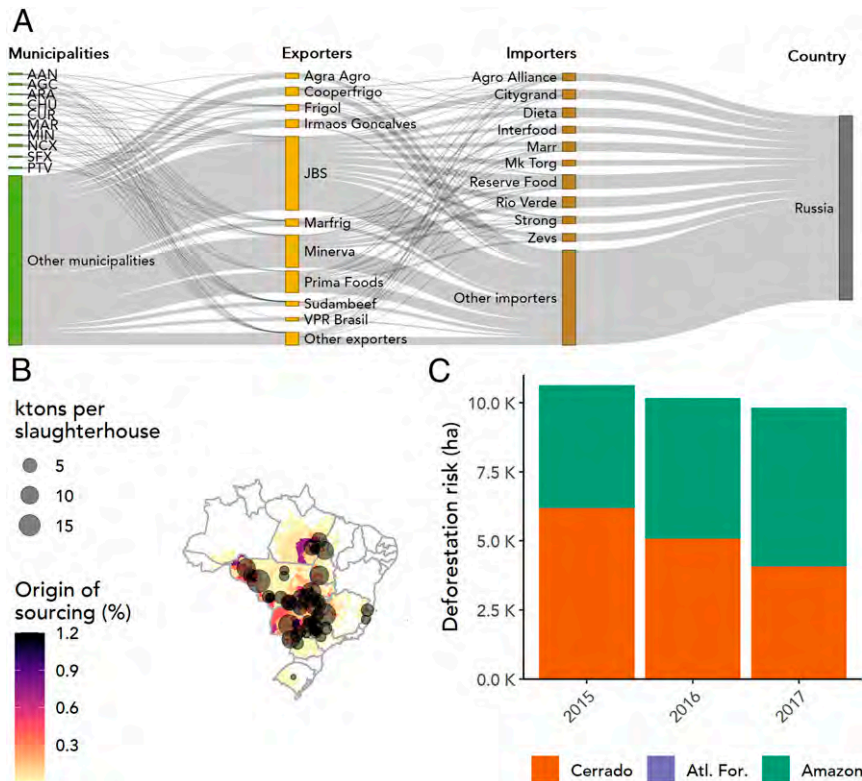 A
Municipalities
Exporters
Importers
Country
AAN
AGC
ARA
CHU
CUR
MAR
MIN
NCX
SFX
PTV
Other municipalities
Agra Agro
Cooperfrigo
Frigol
Irmaos Goncalves
JBS
Marfrig
Minerva
Prima Foods
Sudambeef
VPR Brasil
Other exporters
Agro Alliance
Citygrand
Dieta
Interfood
Marr
Mk Torg
Reserve Food
Rio Verde
Strong
Zevs
Other importers
Russia
B
ktons per
slaughterhouse
5
10
15
Origin of
sourcing (%)
1.2
0.9
0.6
0.3
C
Deforestation risk (ha)
10.0 K
7.5 K
5.0 K
2.5 K
0.0 K
2015
2016
2017
Cerrado
Atl. For.
Amazon